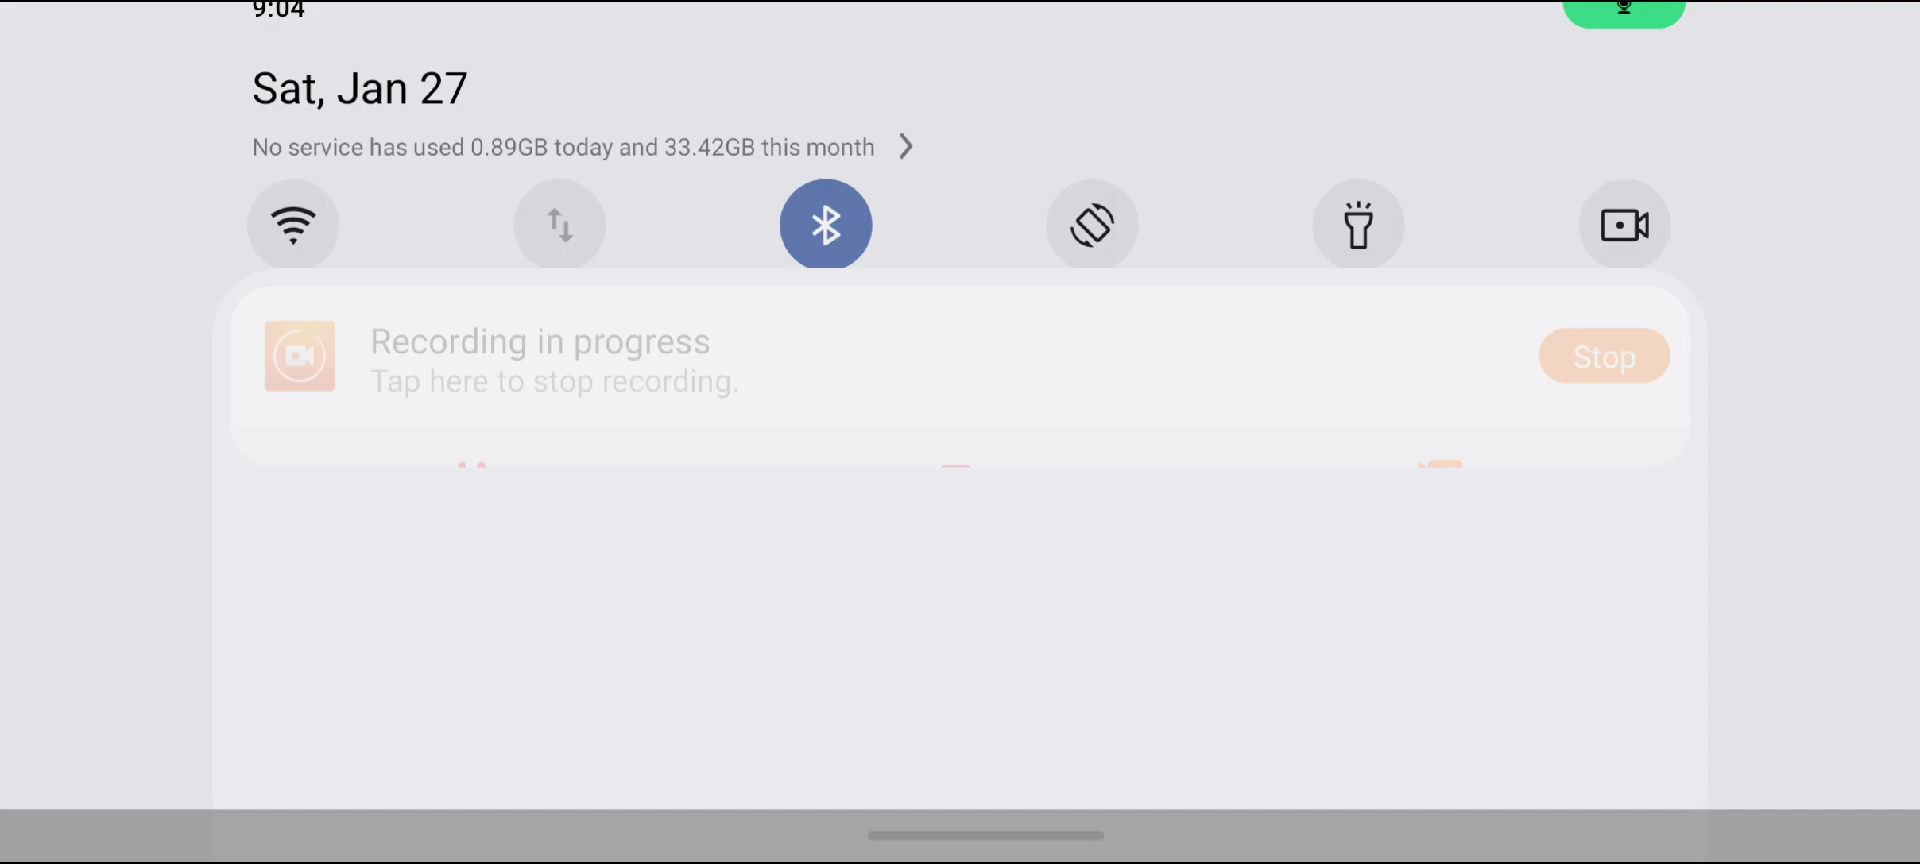 9:04
Sat, Jan 27
No service has used 0.89GB today and 33.42GB this month
Recording in progress
Tap here to stop recording.
Stop